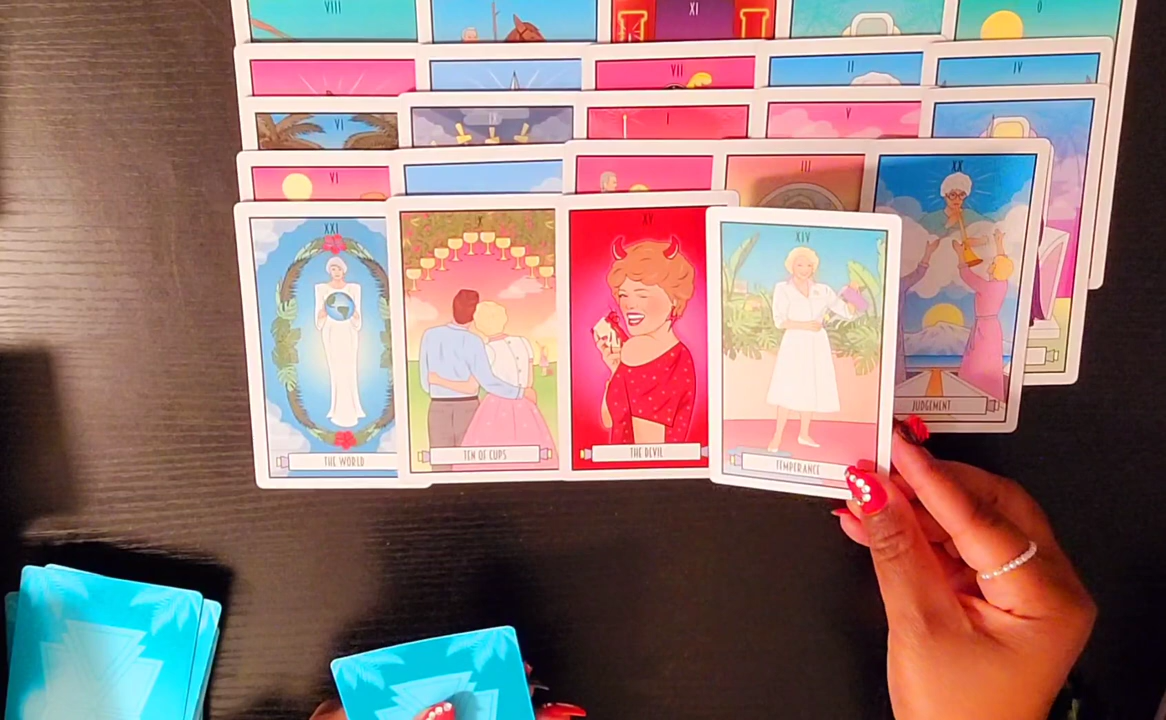 VIII
XI
0
VII
II
IV
VI
IX
I
V
VI
III
XX
XXI
X
XV
XIV
JUDGEMENT
THE WORLD
TEN OF CUPS
THE DEVIL
TEMPERANCE